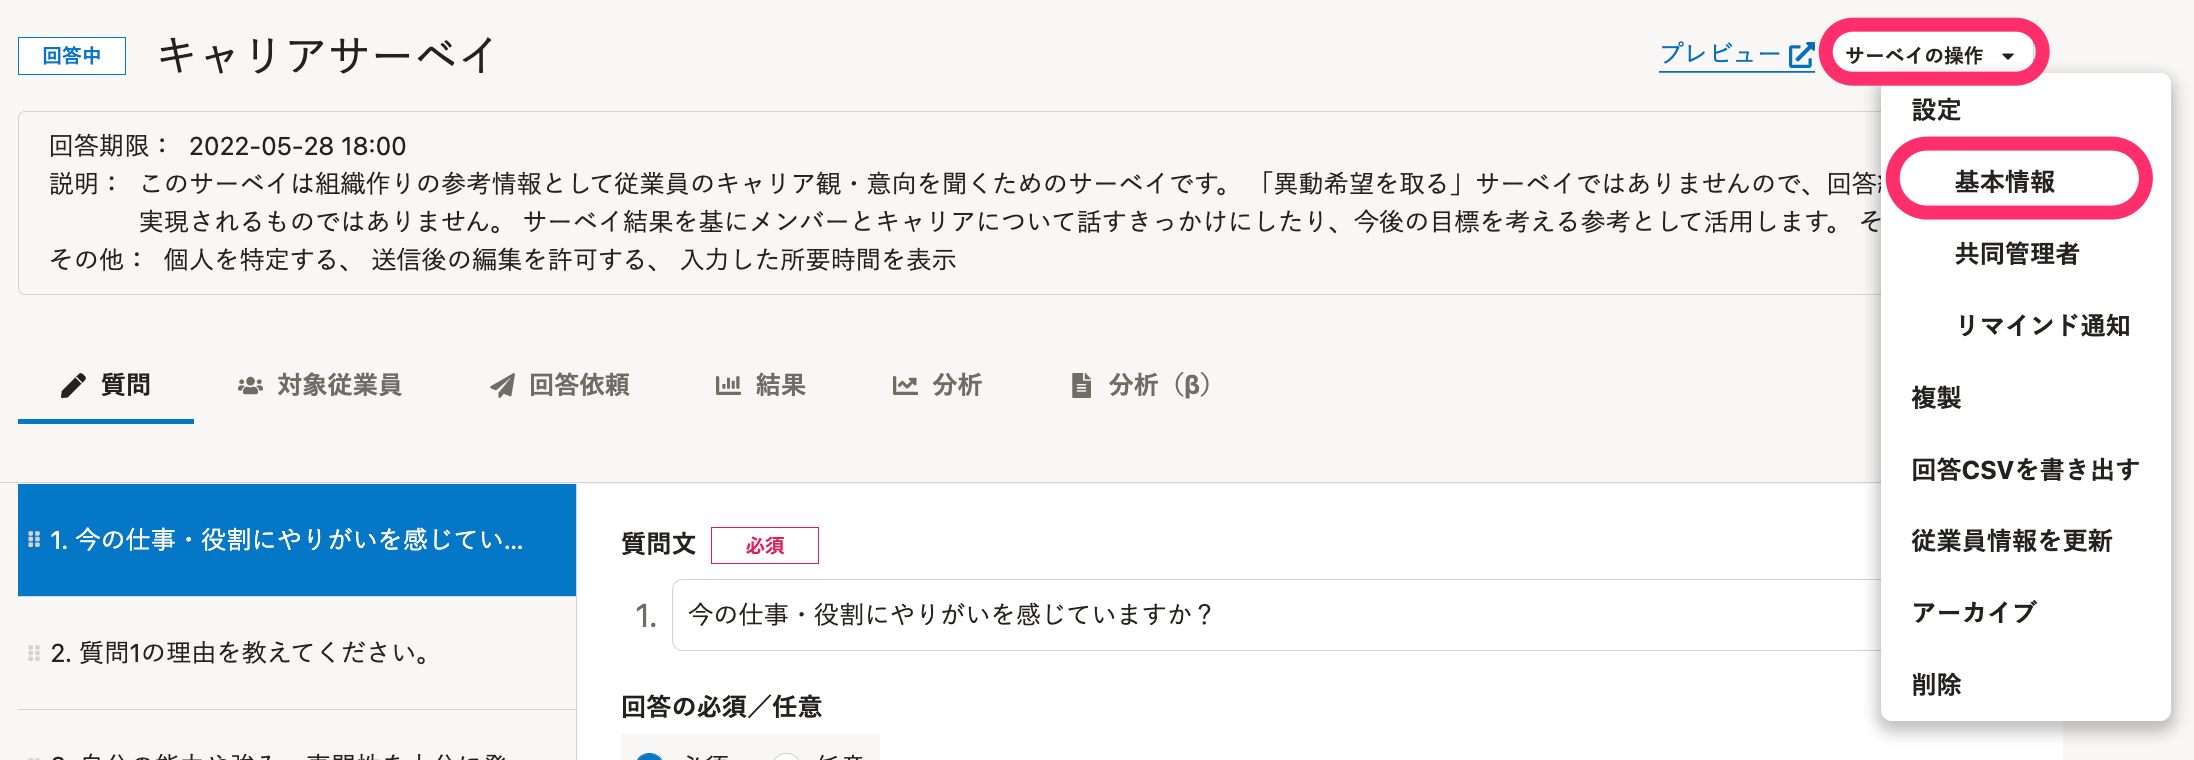 回答中
キャリアサーベイ
プレビュー
サーベイの操作
回答期限： 2022-05-28 18:00
説明： このサーベイは組織作りの参考情報として従業員のキャリア観・意向を聞くためのサーベイです。 「異動希望を取る」サーベイではありませんので、回答
実現されるものではありません。 サーベイ結果を基にメンバーとキャリアについて話すきっかけにしたり、今後の目標を考える参考として活用します。 そ
その他： 個人を特定する、 送信後の編集を許可する、 入力した所要時間を表示
設定
基本情報
共同管理者
リマインド通知
複製
回答CSVを書き出す
従業員情報を更新
アーカイブ
削除
質問
対象従業員
回答依頼
結果
分析
分析（β）
1. 今の仕事・役割にやりがいを感じてい...
2. 質問1の理由を教えてください。
質問文
必須
1.
今の仕事・役割にやりがいを感じていますか？
回答の必須／任意
必須
任意